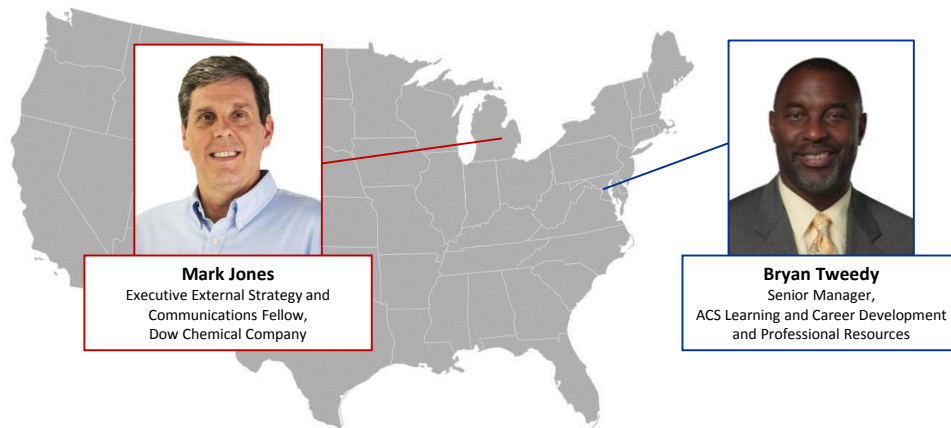 Mark Jones
Executive External Strategy and
Communications Fellow,
Dow Chemical Company
Bryan Tweedy
Senior Manager,
ACS Learning and Career Development
and Professional Resources